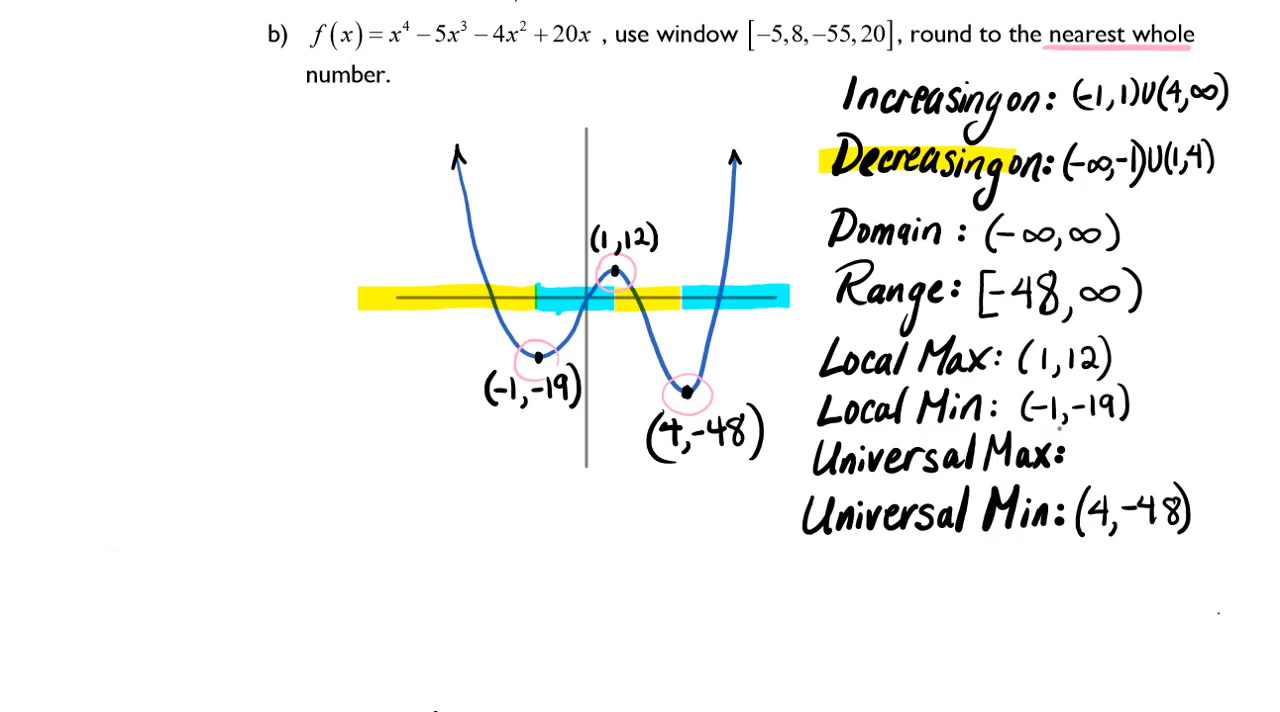 b) f(x) = x⁴ − 5x³ − 4x² + 20x , use window [−5, 8, −55, 20], round to the nearest whole
number.
Increasing on: (-1, 1)U(4, ∞)
Decreasing on: (-∞, -1)U(1, 4)
(1, 12)
Domain : (-∞, ∞)
Range: [-48, ∞)
Local Max: (1, 12)
(-1, -19)
Local Min: (-1, -19)
(4, -48)
Universal Max:
Universal Min: (4, -48)